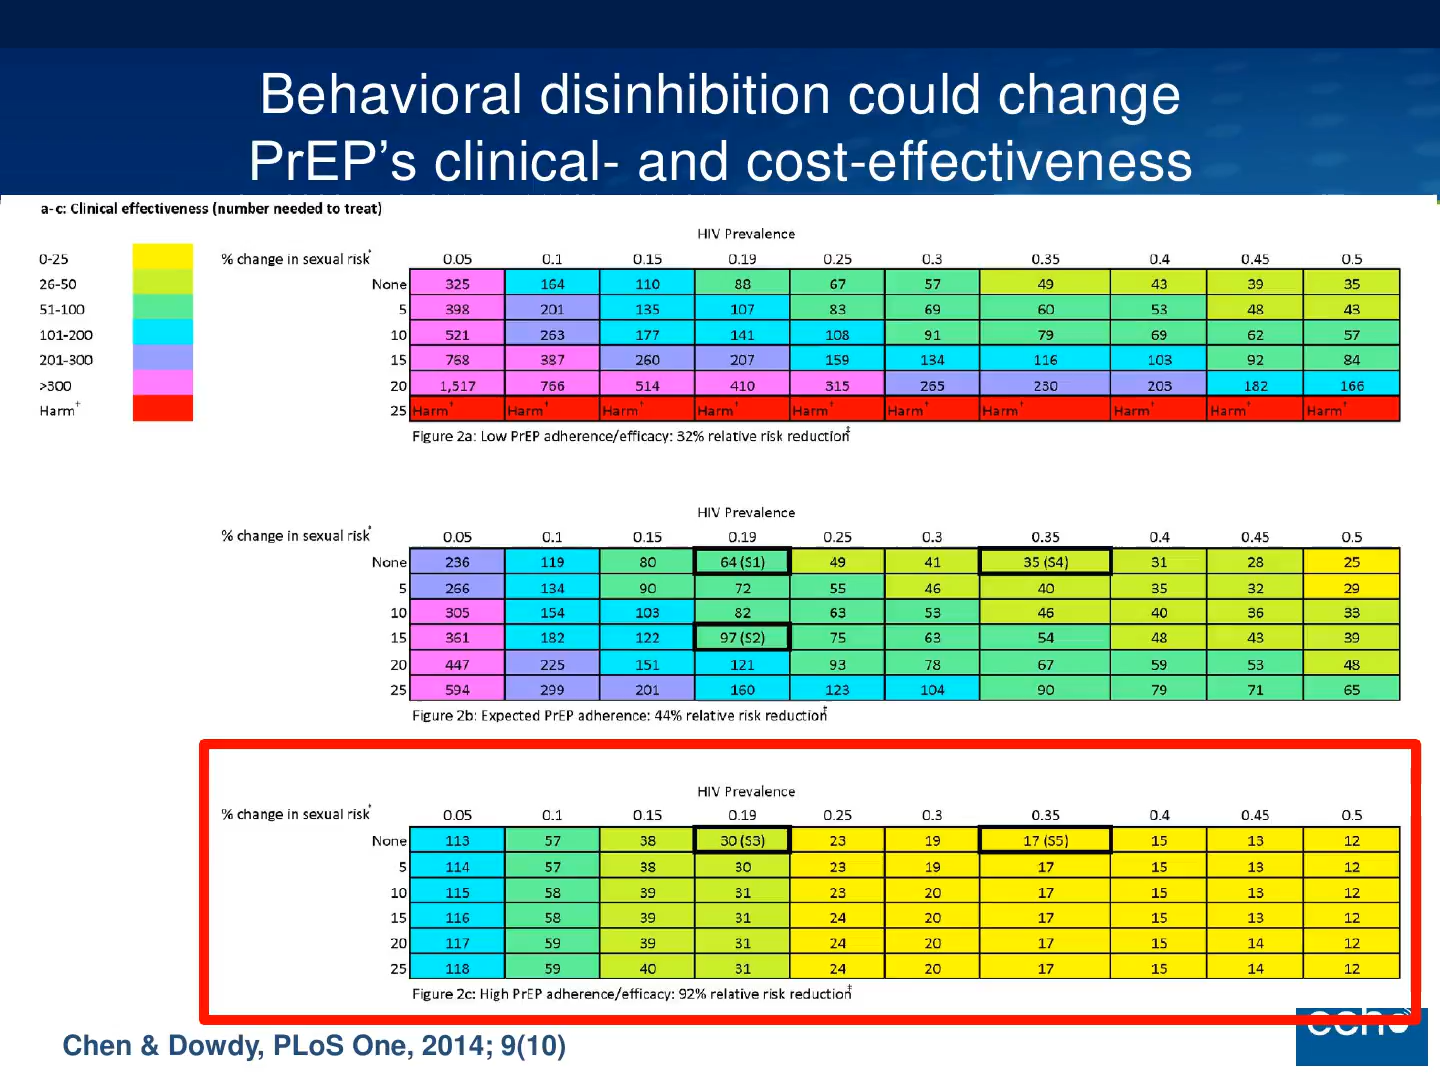 Behavioral disinhibition could change
PrEP’s clinical- and cost-effectiveness
a-c: Clinical effectiveness (number needed to treat)
HIV Prevalence
0-25 % change in sexual risk* 0.05 0.1 0.15 0.19 0.25 0.3 0.35 0.4 0.45 0.5
26-50 None 325 164 110 88 67 57 49 43 39 35
51-100 5 398 201 135 107 83 69 60 53 48 43
101-200 10 521 263 177 141 108 91 79 69 62 57
201-300 15 768 387 260 207 159 134 116 103 92 84
>300 20 1,517 766 514 410 315 265 230 203 182 166
Harm† 25 Harm† Harm† Harm† Harm† Harm† Harm† Harm† Harm† Harm† Harm†
Figure 2a: Low PrEP adherence/efficacy: 32% relative risk reduction‡
HIV Prevalence
% change in sexual risk* 0.05 0.1 0.15 0.19 0.25 0.3 0.35 0.4 0.45 0.5
None 236 119 80 64 (S1) 49 41 35 (S4) 31 28 25
5 266 134 90 72 55 46 40 35 32 29
10 305 154 103 82 63 53 46 40 36 33
15 361 182 122 97 (S2) 75 63 54 48 43 39
20 447 225 151 121 93 78 67 59 53 48
25 594 299 201 160 123 104 90 79 71 65
Figure 2b: Expected PrEP adherence: 44% relative risk reduction‡
HIV Prevalence
% change in sexual risk* 0.05 0.1 0.15 0.19 0.25 0.3 0.35 0.4 0.45 0.5
None 113 57 38 30 (S3) 23 19 17 (S5) 15 13 12
5 114 57 38 30 23 19 17 15 13 12
10 115 58 39 31 23 20 17 15 13 12
15 116 58 39 31 24 20 17 15 13 12
20 117 59 39 31 24 20 17 15 14 12
25 118 59 40 31 24 20 17 15 14 12
Figure 2c: High PrEP adherence/efficacy: 92% relative risk reduction‡
Chen & Dowdy, PLoS One, 2014; 9(10)